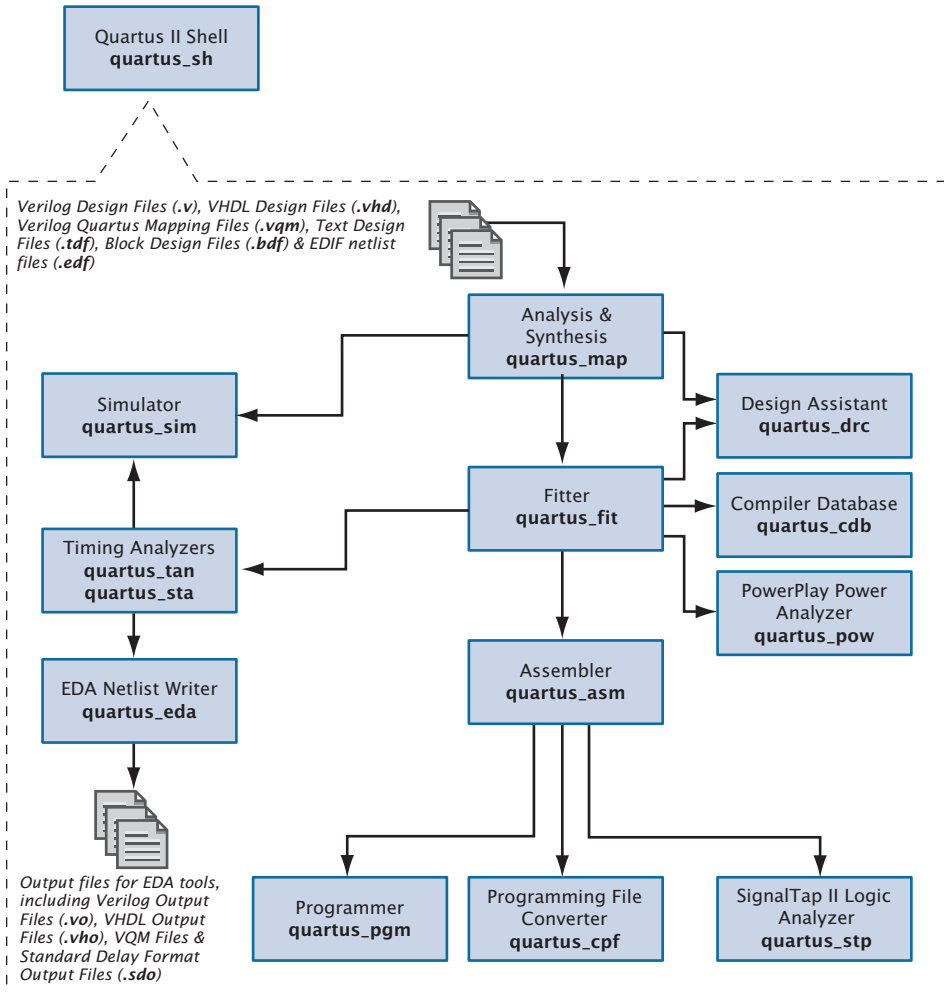 Quartus II Shell
quartus_sh
Verilog Design Files (.v), VHDL Design Files (.vhd),
Verilog Quartus Mapping Files (.vqm), Text Design
Files (.tdf), Block Design Files (.bdf) & EDIF netlist
files (.edf)
Analysis &
Synthesis
quartus_map
Simulator
quartus_sim
Design Assistant
quartus_drc
Fitter
quartus_fit
Compiler Database
quartus_cdb
Timing Analyzers
quartus_tan
quartus_sta
PowerPlay Power
Analyzer
quartus_pow
EDA Netlist Writer
quartus_eda
Assembler
quartus_asm
Output files for EDA tools,
including Verilog Output
Files (.vo), VHDL Output
Files (.vho), VQM Files &
Standard Delay Format
Output Files (.sdo)
Programmer
quartus_pgm
Programming File
Converter
quartus_cpf
SignalTap II Logic
Analyzer
quartus_stp